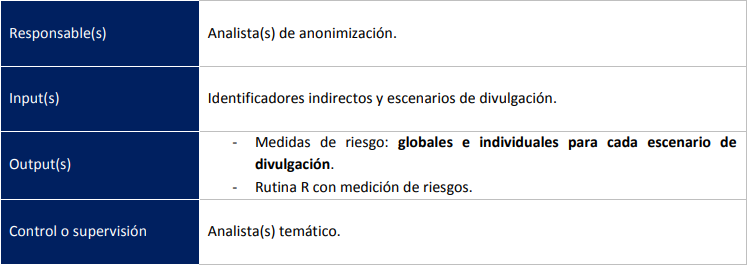 Responsable(s) Analista(s) de anonimización.
Input(s) Identificadores indirectos y escenarios de divulgación.
- Medidas de riesgo: globales e individuales para cada escenario de
Output(s) divulgación.
- Rutina R con medición de riesgos.
Control o supervisión Analista(s) temático.